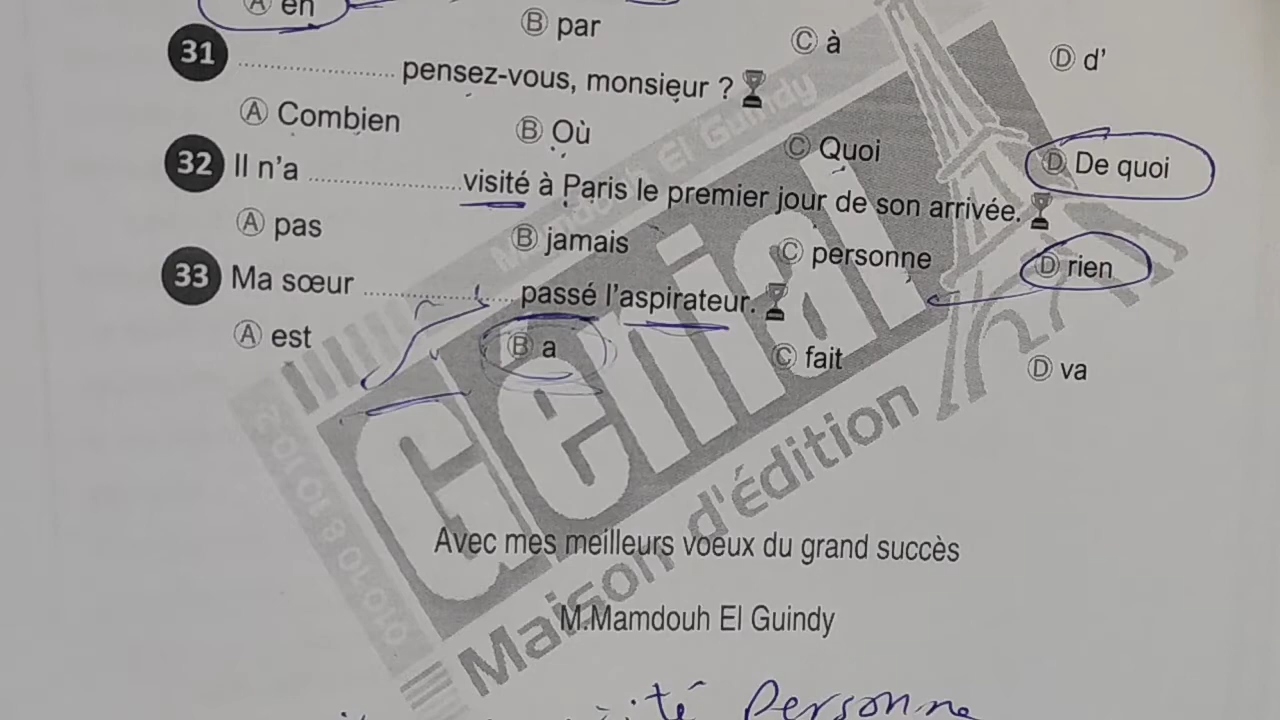 A en B par C à D d'
31 .................... pensez-vous, monsieur ?
A Combien B Où C Quoi D De quoi
32 Il n'a .................... visité à Paris le premier jour de son arrivée.
A pas B jamais C personne D rien
33 Ma sœur .................... passé l'aspirateur.
A est B a C fait D va
Génial
Maison d'édition
Avec mes meilleurs voeux du grand succès
M.Mamdouh El Guindy
Personne